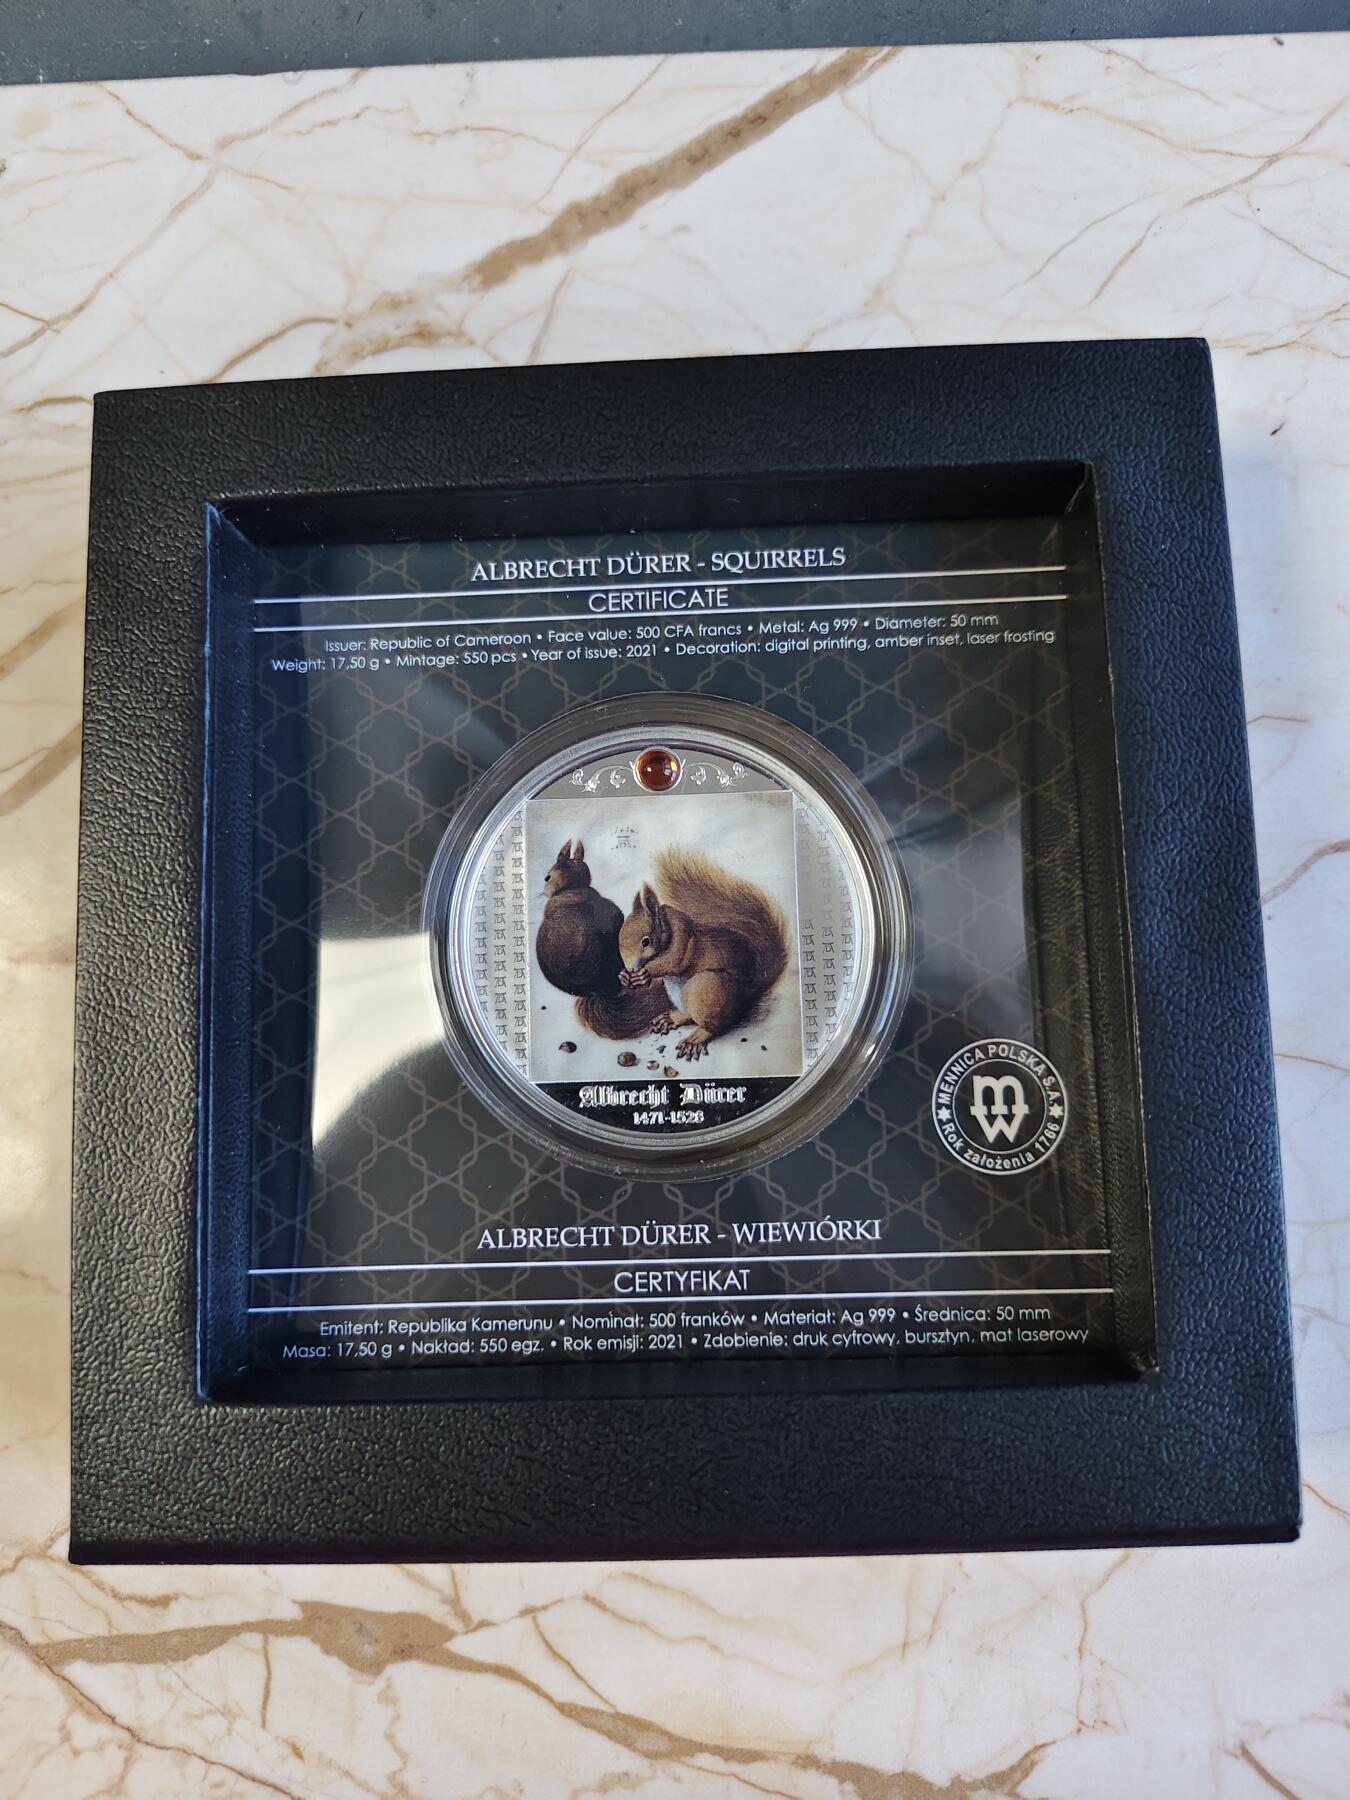 ALBRECHT DÜRER - SQUIRRELS
CERTIFICATE
Issuer: Republic of Cameroon • Face value: 500 CFA francs • Metal: Ag 999 • Diameter: 50 mm
Weight: 17,50 g • Mintage: 550 pcs • Year of issue: 2021 • Decoration: digital printing, amber inset, laser frosting
Albrecht Dürer
1471-1528
MENNICA POLSKA S.A.
Rok założenia 1766
ALBRECHT DÜRER - WIEWIÓRKI
CERTYFIKAT
Emitent: Republika Kamerunu • Nominał: 500 franków • Materiał: Ag 999 • Średnica: 50 mm
Masa: 17,50 g • Nakład: 550 egz. • Rok emisji: 2021 • Zdobienie: druk cyfrowy, bursztyn, mat laserowy